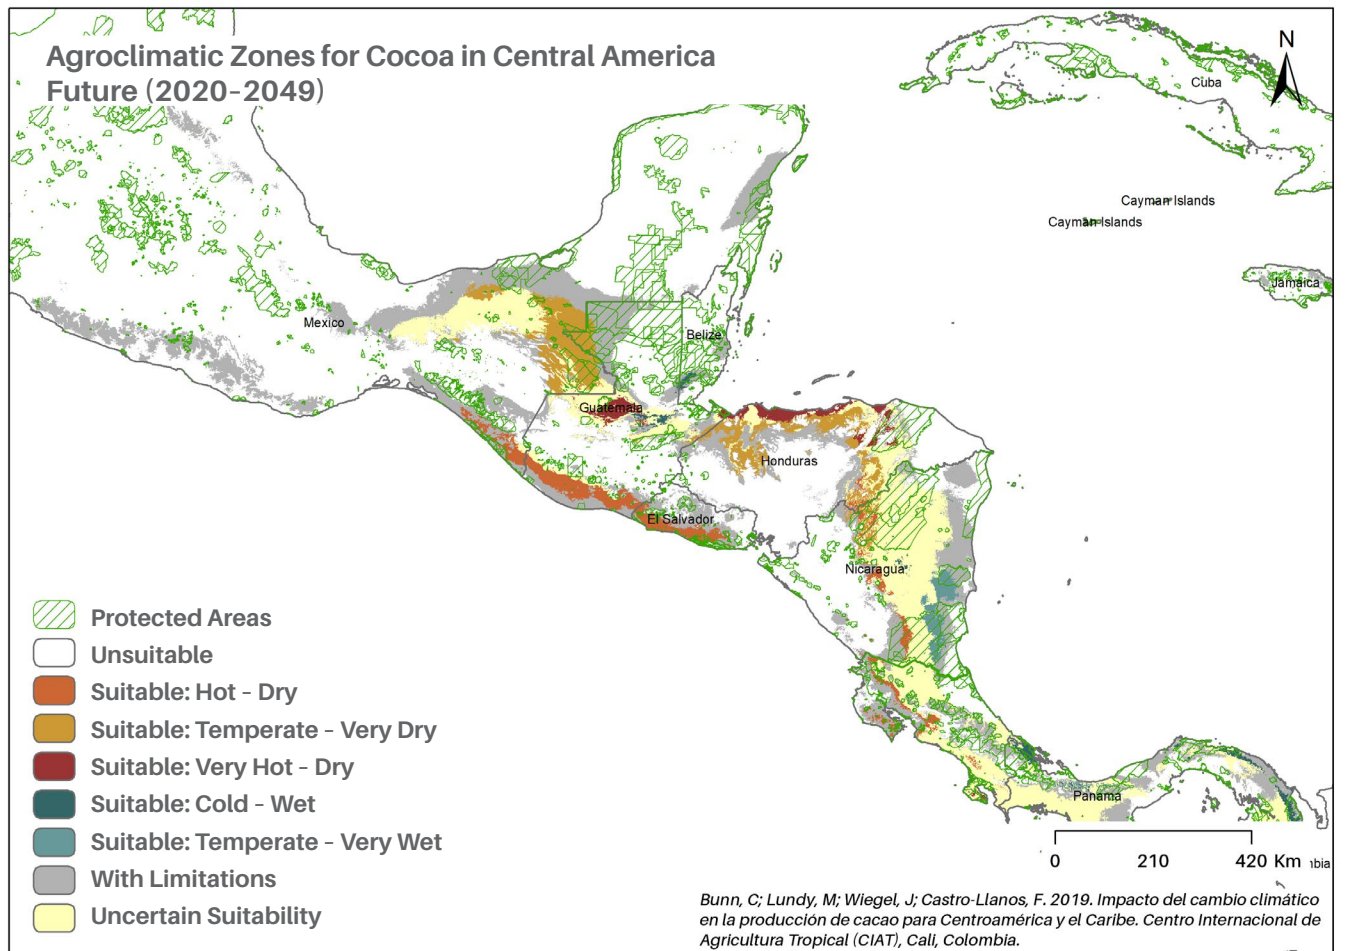 Agroclimatic Zones for Cocoa in Central America
Future (2020–2049)
N
Cuba
Cayman Islands
Cayman Islands
Jamaica
Mexico
Belize
Guatemala
Honduras
El Salvador
Nicaragua
Panama
Protected Areas
Unsuitable
Suitable: Hot – Dry
Suitable: Temperate – Very Dry
Suitable: Very Hot – Dry
Suitable: Cold – Wet
Suitable: Temperate – Very Wet
With Limitations
Uncertain Suitability
0 210 420 Km
bia
Bunn, C; Lundy, M; Wiegel, J; Castro-Llanos, F. 2019. Impacto del cambio climático
en la producción de cacao para Centroamérica y el Caribe. Centro Internacional de
Agricultura Tropical (CIAT), Cali, Colombia.